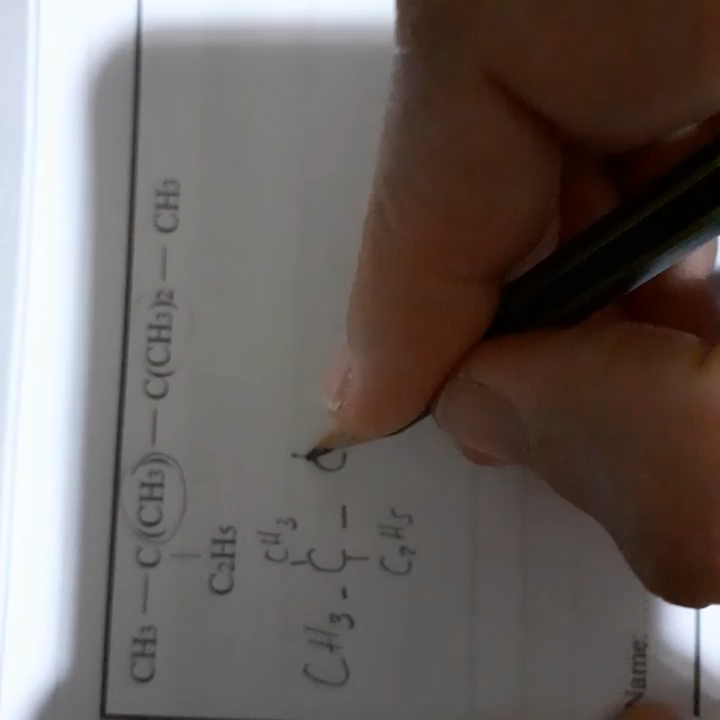 CH3 — C(CH3) — C(CH3)2 — CH3
|
C2H5
CH3
|
CH3 - C - C
|
C2H5
Name: